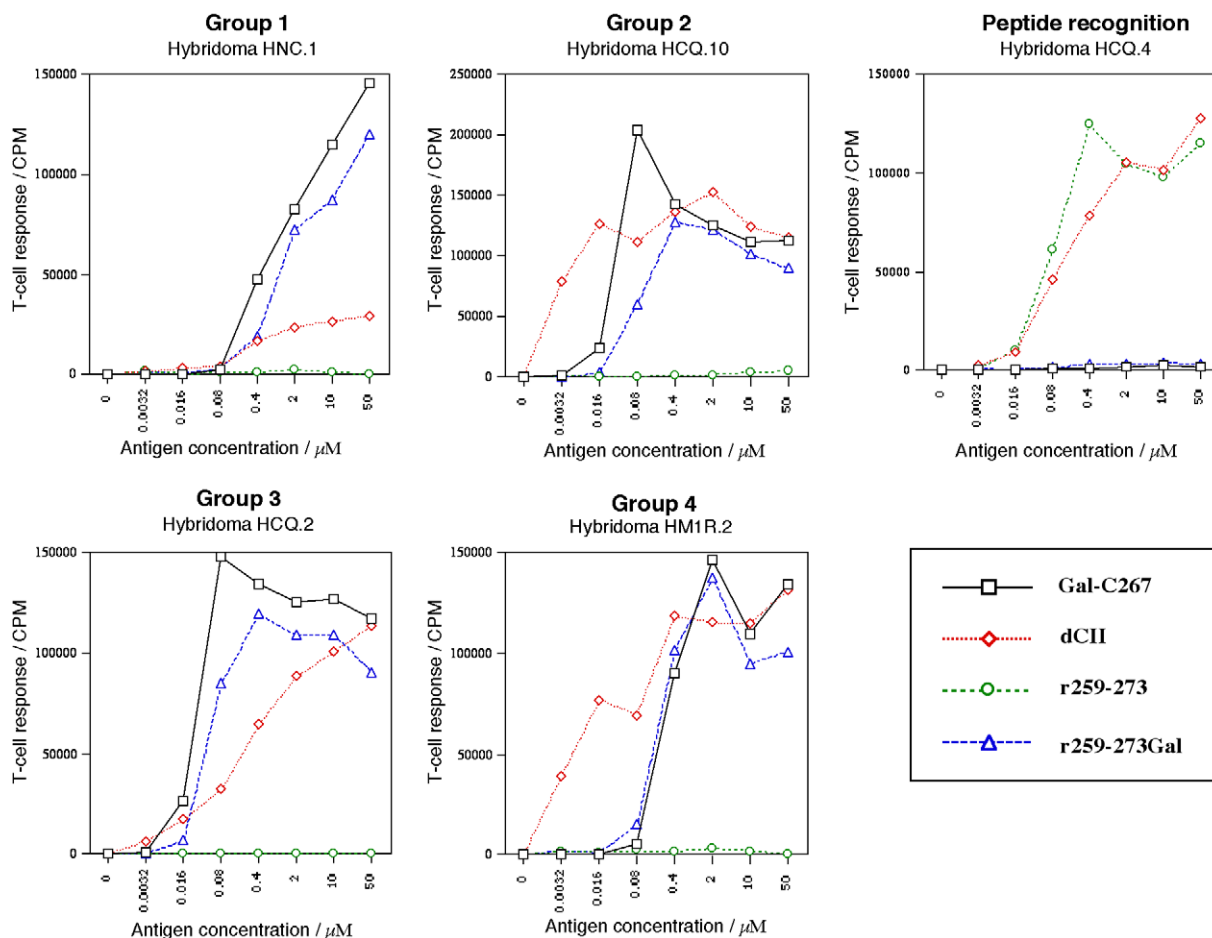 Group 1
Hybridoma HNC.1
T-cell response / CPM
150000
100000
50000
0
0
0.0032
0.016
0.08
0.4
2
10
50
Antigen concentration / μM
Group 2
Hybridoma HCQ.10
T-cell response / CPM
250000
200000
150000
100000
50000
0
0
0.0032
0.016
0.08
0.4
2
10
50
Antigen concentration / μM
Peptide recognition
Hybridoma HCQ.4
T-cell response / CPM
150000
100000
50000
0
0
0.0032
0.016
0.08
0.4
2
10
50
Antigen concentration / μM
Group 3
Hybridoma HCQ.2
T-cell response / CPM
150000
100000
50000
0
0
0.0032
0.016
0.08
0.4
2
10
50
Antigen concentration / μM
Group 4
Hybridoma HM1R.2
T-cell response / CPM
150000
100000
50000
0
0
0.0032
0.016
0.08
0.4
2
10
50
Antigen concentration / μM
Gal-C267
dCII
r259-273
r259-273Gal